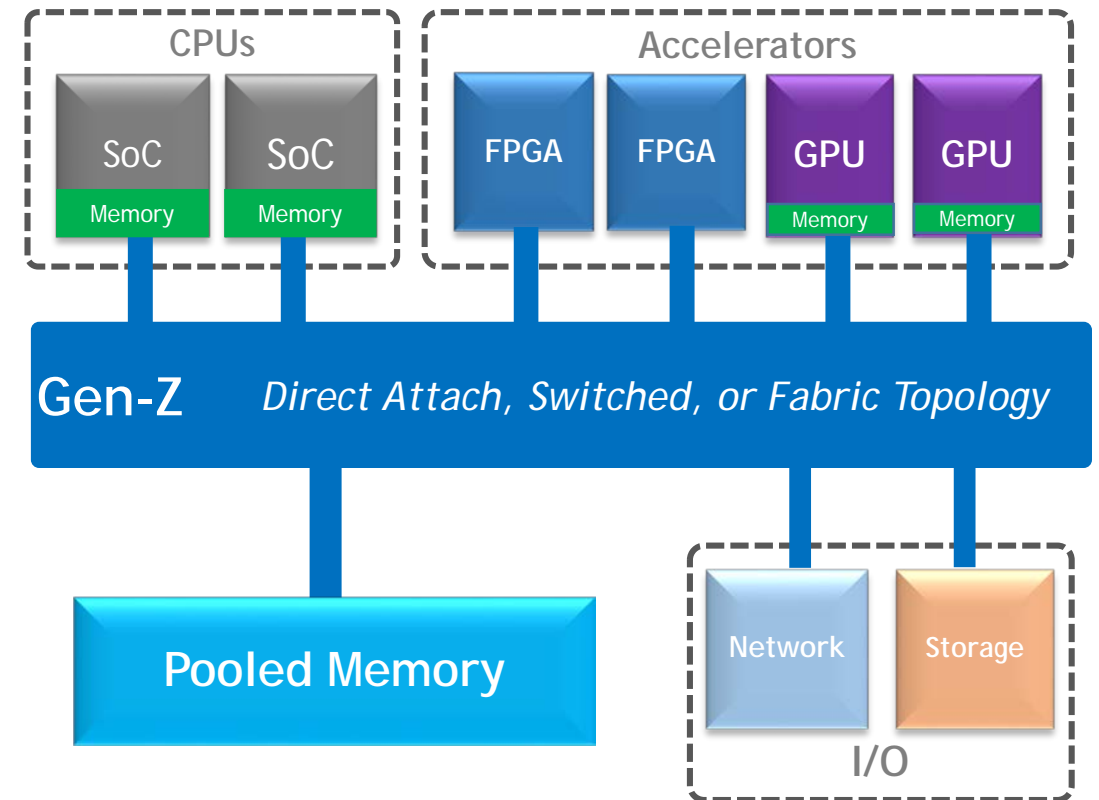 CPUs
Accelerators
SoC
SoC
FPGA
FPGA
GPU
GPU
Memory
Memory
Memory
Memory
Gen-Z
Direct Attach, Switched, or Fabric Topology
Pooled Memory
Network
Storage
I/O